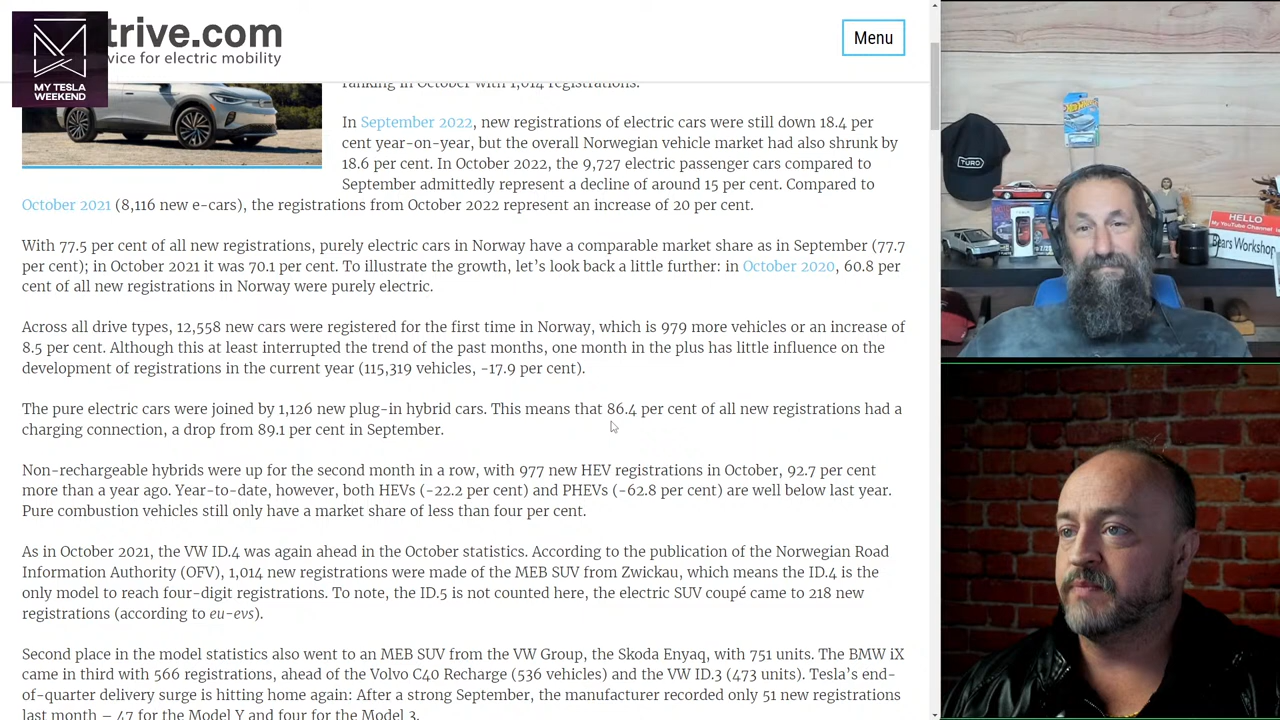 trive.com
vice for electric mobility
MY TESLA
WEEKEND
Menu
ranking in October with 1,014 registrations.
In September 2022, new registrations of electric cars were still down 18.4 per
cent year-on-year, but the overall Norwegian vehicle market had also shrunk by
18.6 per cent. In October 2022, the 9,727 electric passenger cars compared to
September admittedly represent a decline of around 15 per cent. Compared to
October 2021 (8,116 new e-cars), the registrations from October 2022 represent an increase of 20 per cent.
With 77.5 per cent of all new registrations, purely electric cars in Norway have a comparable market share as in September (77.7
per cent); in October 2021 it was 70.1 per cent. To illustrate the growth, let's look back a little further: in October 2020, 60.8 per
cent of all new registrations in Norway were purely electric.
Across all drive types, 12,558 new cars were registered for the first time in Norway, which is 979 more vehicles or an increase of
8.5 per cent. Although this at least interrupted the trend of the past months, one month in the plus has little influence on the
development of registrations in the current year (115,319 vehicles, -17.9 per cent).
The pure electric cars were joined by 1,126 new plug-in hybrid cars. This means that 86.4 per cent of all new registrations had a
charging connection, a drop from 89.1 per cent in September.
Non-rechargeable hybrids were up for the second month in a row, with 977 new HEV registrations in October, 92.7 per cent
more than a year ago. Year-to-date, however, both HEVs (-22.2 per cent) and PHEVs (-62.8 per cent) are well below last year.
Pure combustion vehicles still only have a market share of less than four per cent.
As in October 2021, the VW ID.4 was again ahead in the October statistics. According to the publication of the Norwegian Road
Information Authority (OFV), 1,014 new registrations were made of the MEB SUV from Zwickau, which means the ID.4 is the
only model to reach four-digit registrations. To note, the ID.5 is not counted here, the electric SUV coupé came to 218 new
registrations (according to eu-evs).
Second place in the model statistics also went to an MEB SUV from the VW Group, the Skoda Enyaq, with 751 units. The BMW iX
came in third with 566 registrations, ahead of the Volvo C40 Recharge (536 vehicles) and the VW ID.3 (473 units). Tesla's end-
of-quarter delivery surge is hitting home again: After a strong September, the manufacturer recorded only 51 new registrations
last month – 47 for the Model Y and four for the Model 3.
TURO
HELLO
My YouTube Channel is
Bears Workshop